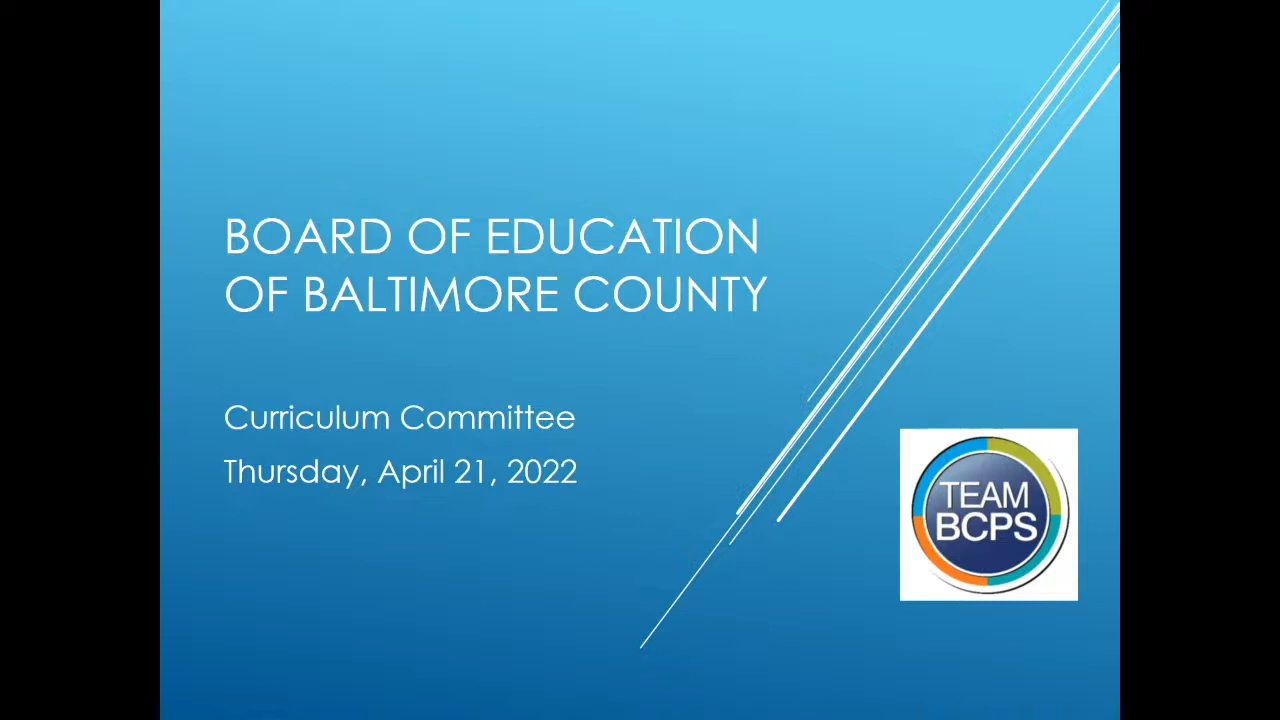 BOARD OF EDUCATION
OF BALTIMORE COUNTY
Curriculum Committee
Thursday, April 21, 2022
TEAM
BCPS